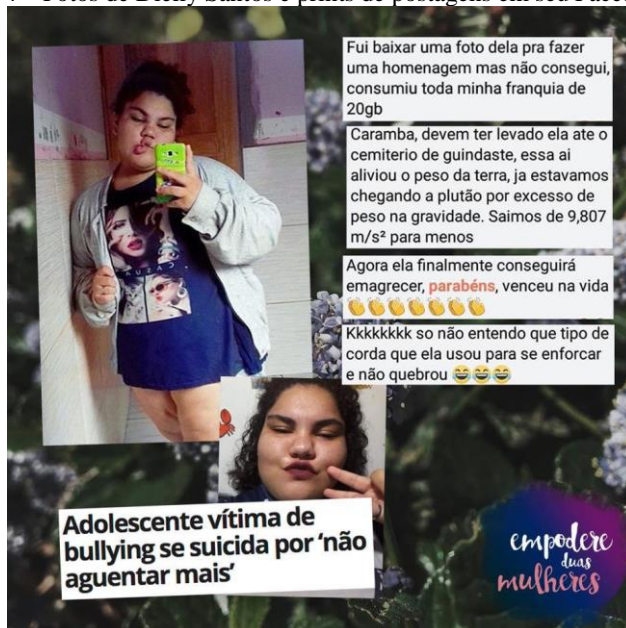 Fui baixar uma foto dela pra fazer
uma homenagem mas não consegui,
consumiu toda minha franquia de
20gb
Caramba, devem ter levado ela ate o
cemiterio de guindaste, essa ai
aliviou o peso da terra, ja estavamos
chegando a plutão por excesso de
peso na gravidade. Saimos de 9,807
m/s² para menos
Agora ela finalmente conseguirá
emagrecer, parabéns, venceu na vida
👏👏👏👏👏👏👏
Kkkkkkkk so não entendo que tipo de
corda que ela usou para se enforcar
e não quebrou 😂😂😂
Adolescente vítima de
bullying se suicida por ‘não
aguentar mais’
empodere
duas
mulheres